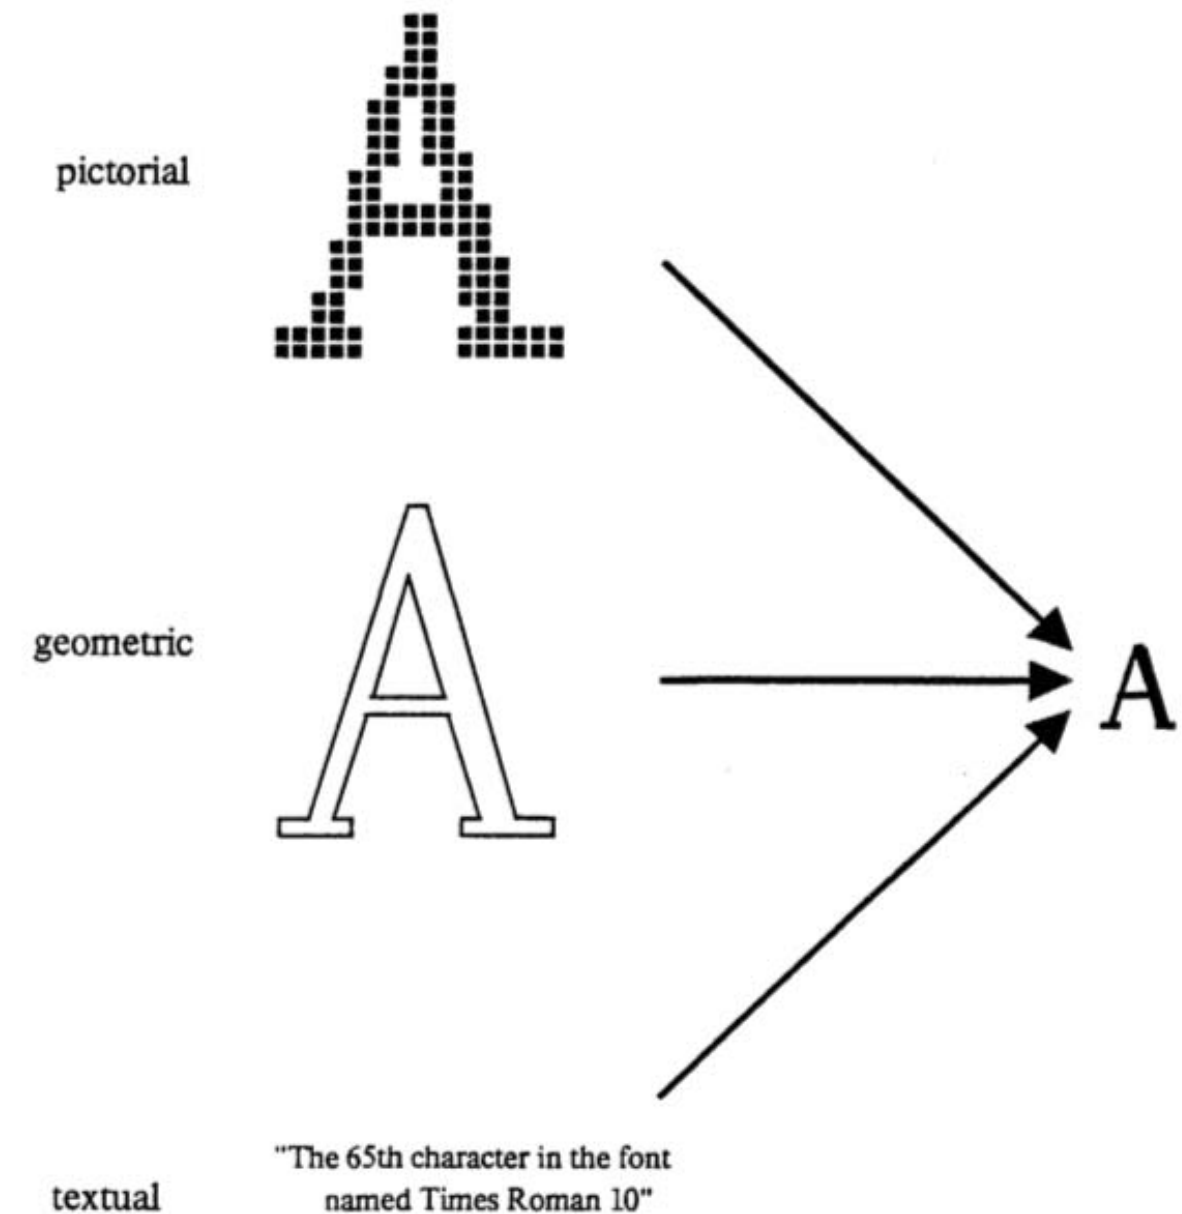 A
pictorial
geometric
A
A
"The 65th character in the font
named Times Roman 10"
textual